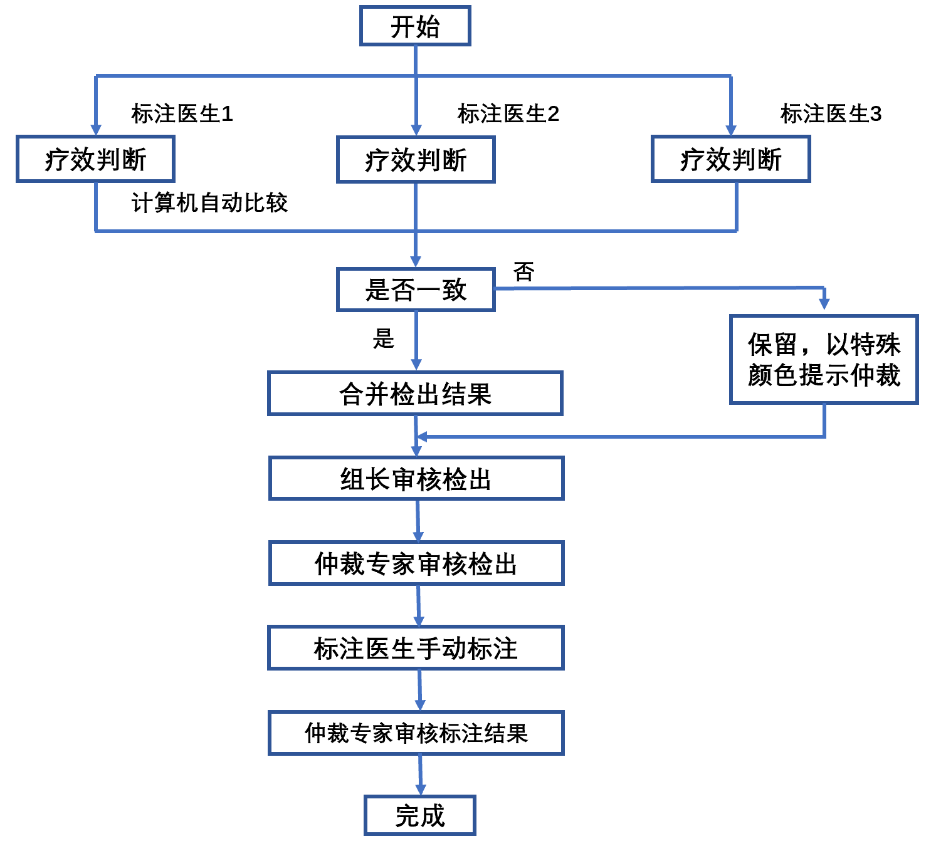 开始
标注医生1
标注医生2
标注医生3
疗效判断
疗效判断
疗效判断
计算机自动比较
是否一致
否
是
保留，以特殊
颜色提示仲裁
合并检出结果
组长审核检出
仲裁专家审核检出
标注医生手动标注
仲裁专家审核标注结果
完成